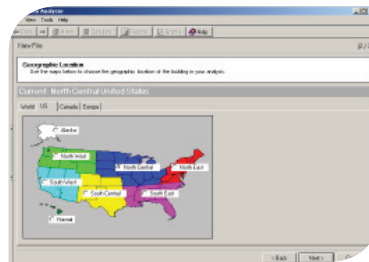 Analyzer
View Tools Help
Help
New File
Geographic Location
Use the maps below to choose the geographic location of the building in your analysis.
Current: North Central United States
World US Canada Europe
Alaska
North West
North Central
North East
South West
South Central
South East
Hawaii
< Back
Next >